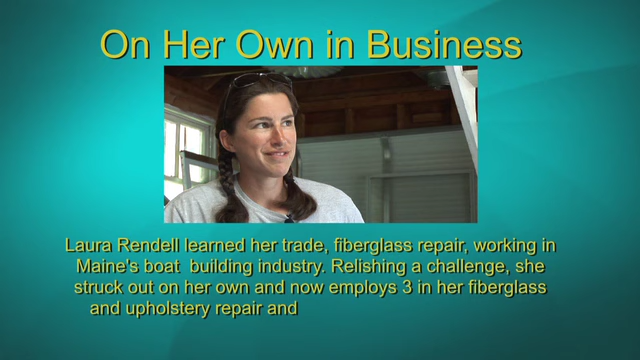 On Her Own in Business
Laura Rendell learned her trade, fiberglass repair, working in
Maine's boat building industry. Relishing a challenge, she
struck out on her own and now employs 3 in her fiberglass
and upholstery repair and